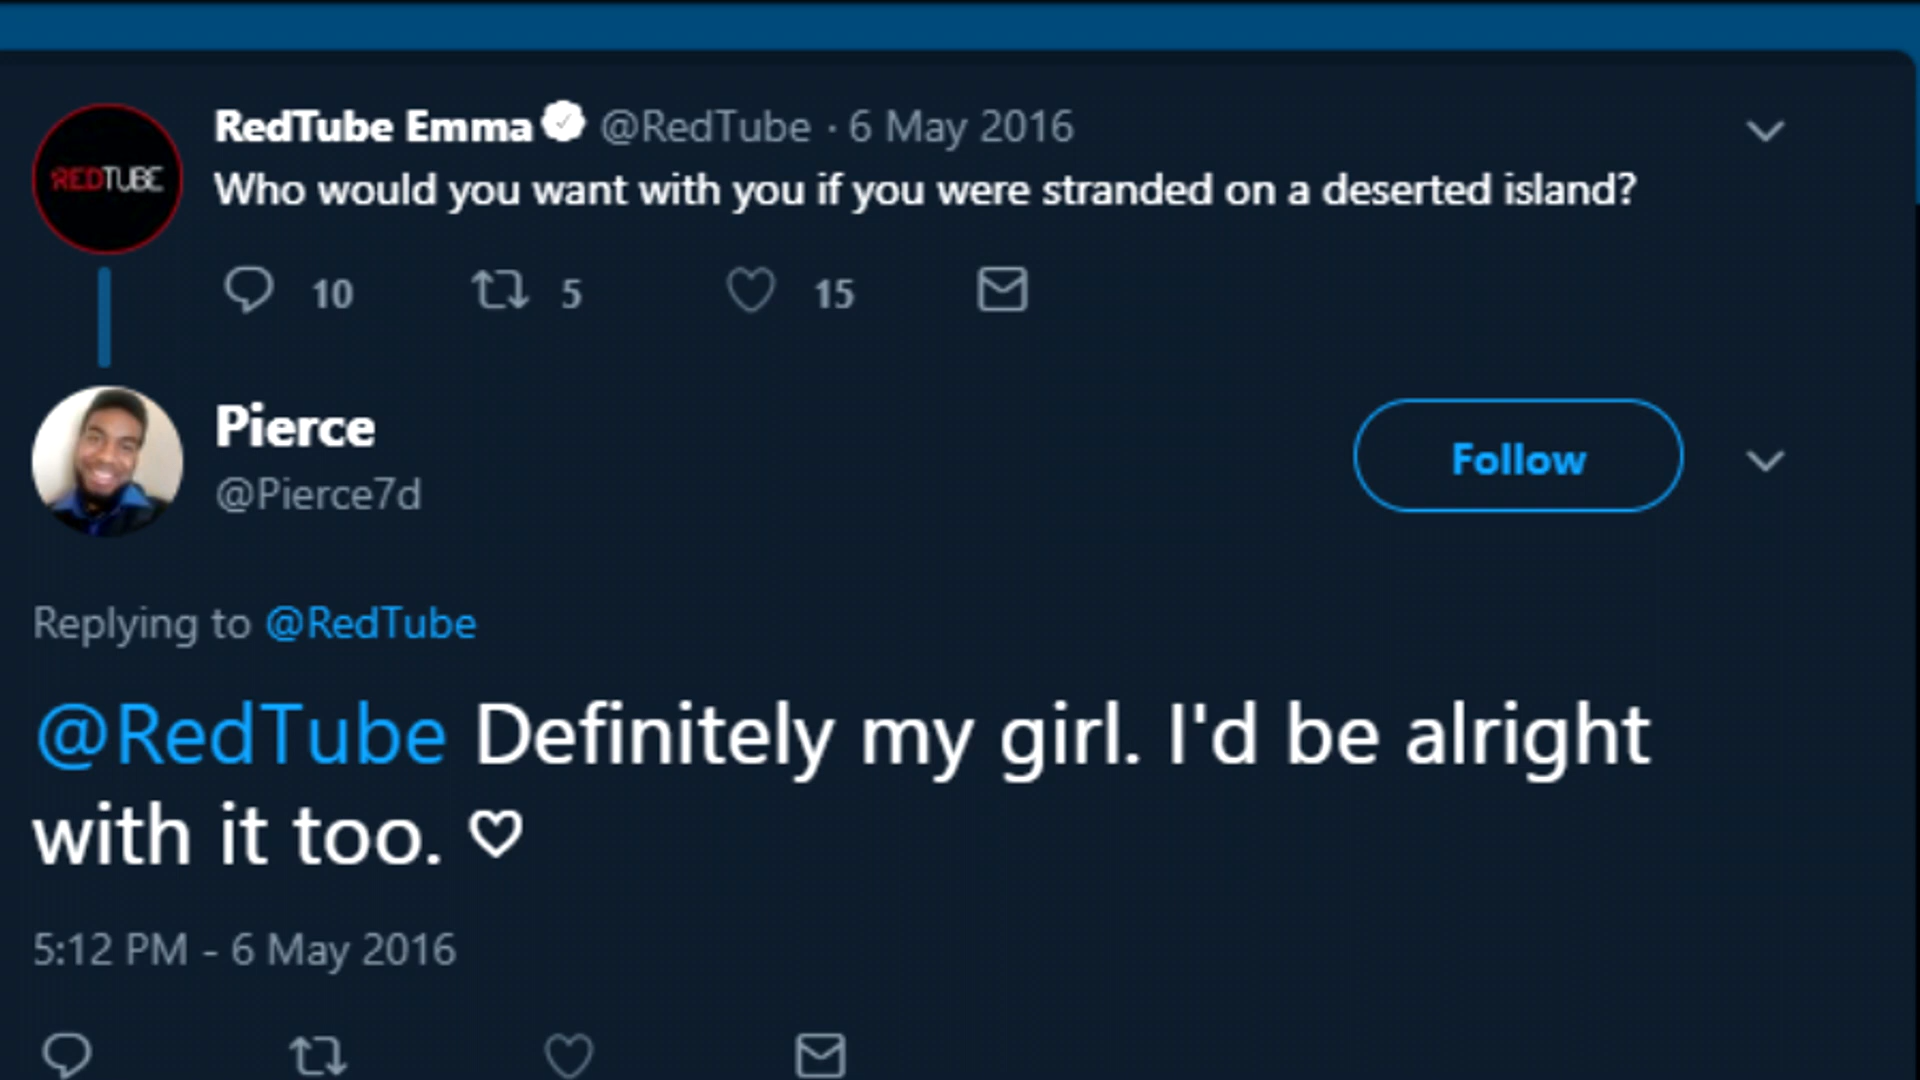 RedTube Emma @RedTube · 6 May 2016
REDTUBE
Who would you want with you if you were stranded on a deserted island?
10 5 15
Pierce
@Pierce7d
Follow
Replying to @RedTube
@RedTube Definitely my girl. I'd be alright
with it too. ♡
5:12 PM - 6 May 2016